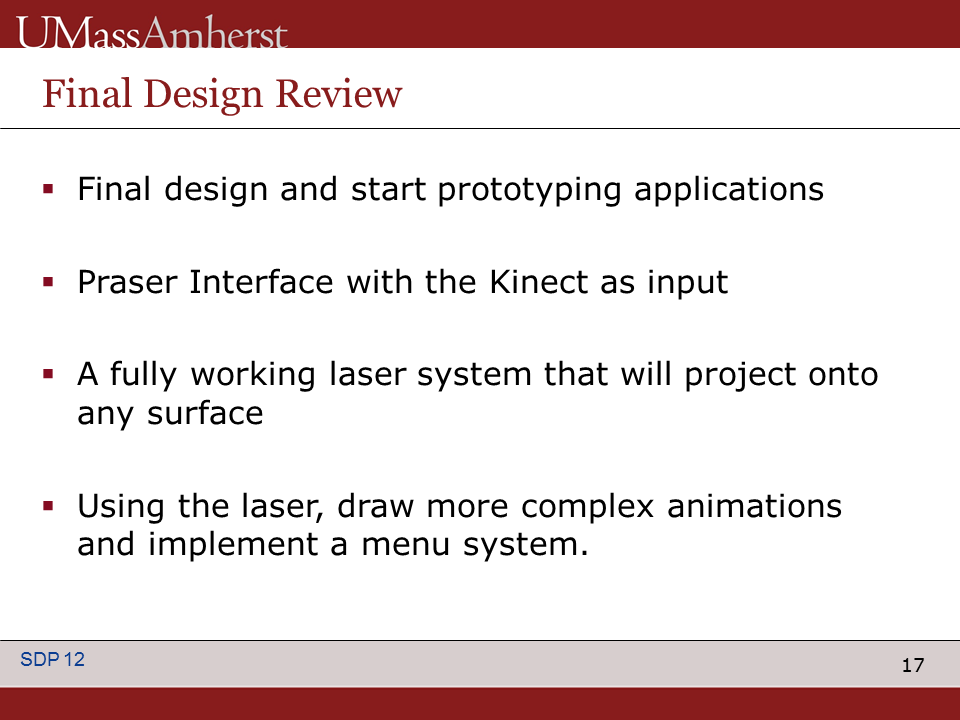 UMassAmherst
Final Design Review
▪ Final design and start prototyping applications
▪ Praser Interface with the Kinect as input
▪ A fully working laser system that will project onto
any surface
▪ Using the laser, draw more complex animations
and implement a menu system.
SDP 12
17